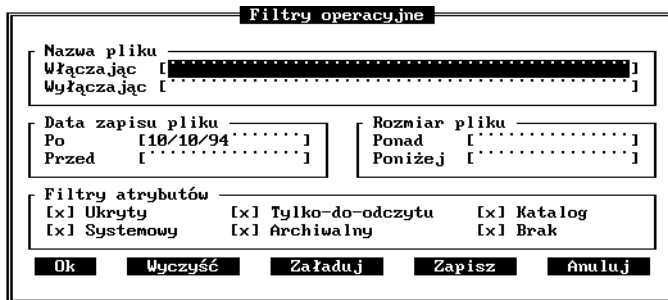 Filtry operacyjne
Nazwa pliku
Włączając [                    ]
Wyłączając [                    ]
Data zapisu pliku
Po [10/10/94       ]
Przed [               ]
Rozmiar pliku
Ponad [               ]
Poniżej [               ]
Filtry atrybutów
[x] Ukryty [x] Tylko-do-odczytu [x] Katalog
[x] Systemowy [x] Archiwalny [x] Brak
Ok Wyczyść Załaduj Zapisz Anuluj